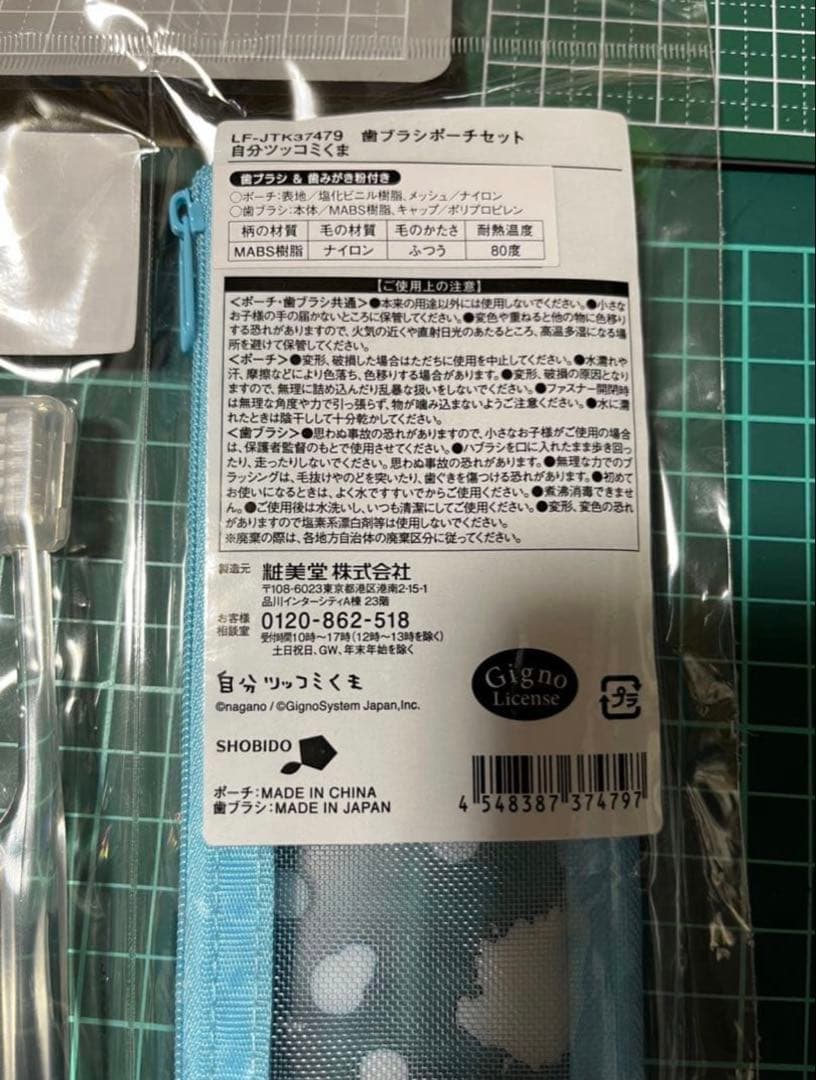 LF-JTK37479 歯ブラシポーチセット
自分ツッコミくま
歯ブラシ & 歯みがき粉付き
○ポーチ:表地/塩化ビニル樹脂、メッシュ/ナイロン
○歯ブラシ:本体/MABS樹脂、キャップ/ポリプロピレン
柄の材質 毛の材質 毛のかたさ 耐熱温度
MABS樹脂 ナイロン ふつう 80度
【ご使用上の注意】
<ポーチ・歯ブラシ共通>●本来の用途以外には使用しないでください。●小さな
お子様の手の届かないところに保管してください。●変色や重ねると他の物に色移り
する恐れがありますので、火気の近くや直射日光のあたるところ、高温多湿になる場
所を避けて保管してください。
<ポーチ>●変形、破損した場合はただちに使用を中止してください。●水濡れや
汗、摩擦などにより色落ち、色移りする場合があります。●変形、破損の原因となり
ますので、無理に詰め込んだり乱暴な扱いをしないでください。●ファスナー開閉時
は無理な角度や力で引っ張らず、物が噛み込まないようご注意ください。●水に濡
れたときは陰干しして十分乾かしてください。
<歯ブラシ>●思わぬ事故の恐れがありますので、小さなお子様がご使用の場合
は、保護者監督のもとで使用させてください。●ハブラシを口に入れたまま歩き回っ
たり、走ったりしないでください。思わぬ事故の恐れがあります。●無理な力でのブ
ラッシングは、毛抜けやのどを突いたり、歯ぐきを傷つける恐れがあります。●初めて
お使いになるときは、よく水ですすいでからご使用ください。●煮沸消毒できませ
ん。●ご使用後は水洗いし、いつも清潔にしてご使用ください。●変形、変色の恐れ
がありますので塩素系漂白剤等は使用しないでください。
※廃棄の際は、各地方自治体の廃棄区分に従ってください。
製造元 粧美堂株式会社
〒108-6023東京都港区港南2-15-1
品川インターシティA棟 23階
お客様相談室 0120-862-518
受付時間10時〜17時(12時〜13時を除く)
土日祝日、GW、年末年始を除く
自分ツッコミくま
©nagano / ©GignoSystem Japan,Inc.
Gigno
License
プラ
SHOBIDO
ポーチ:MADE IN CHINA
歯ブラシ:MADE IN JAPAN
4 548387 374797